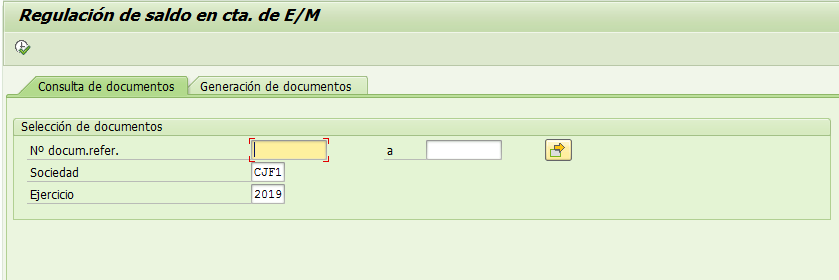 Regulación de saldo en cta. de E/M
Consulta de documentos Generación de documentos
Selección de documentos
Nº docum.refer. a
Sociedad CJF1
Ejercicio 2019